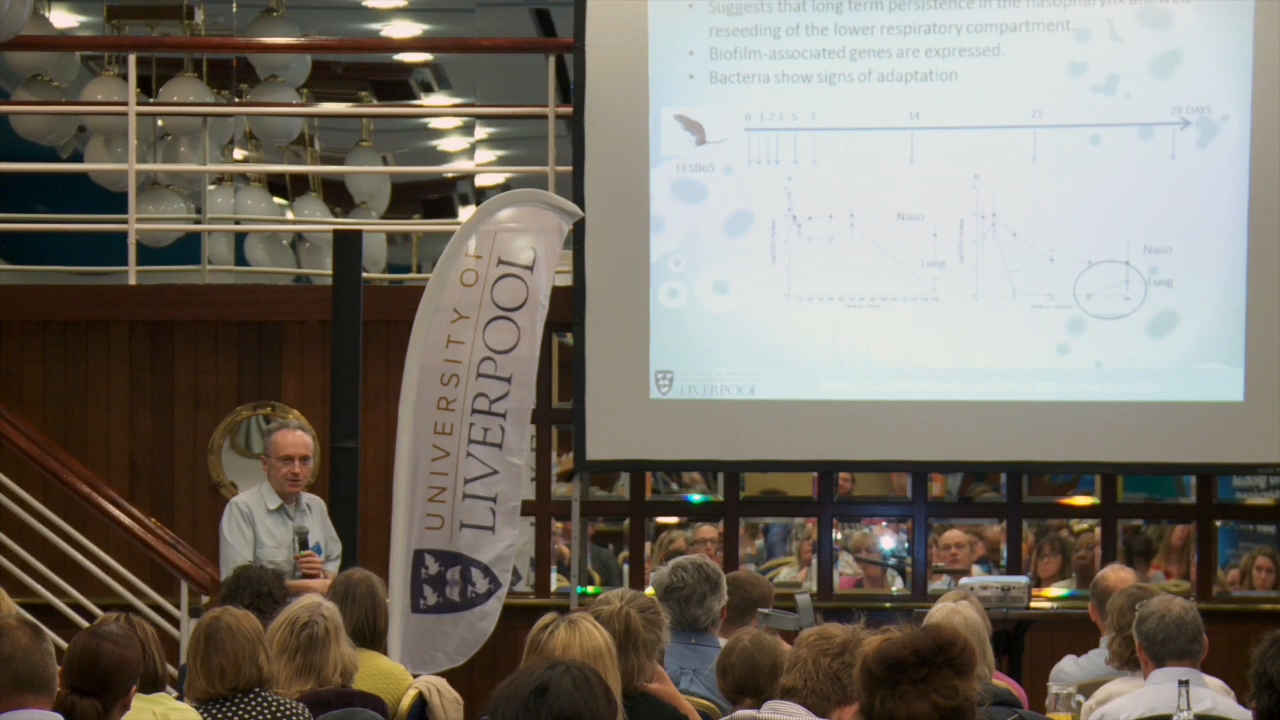 Suggests that long term persistence in the nasopharynx allowed
reseeding of the lower respiratory compartment.
• Biofilm-associated genes are expressed.
• Bacteria show signs of adaptation
0 1 2 3 5 7 14 21 28 DAYS
LESB65
Naso
Lung
Naso
Lung
LIVERPOOL
UNIVERSITY OF
LIVERPOOL